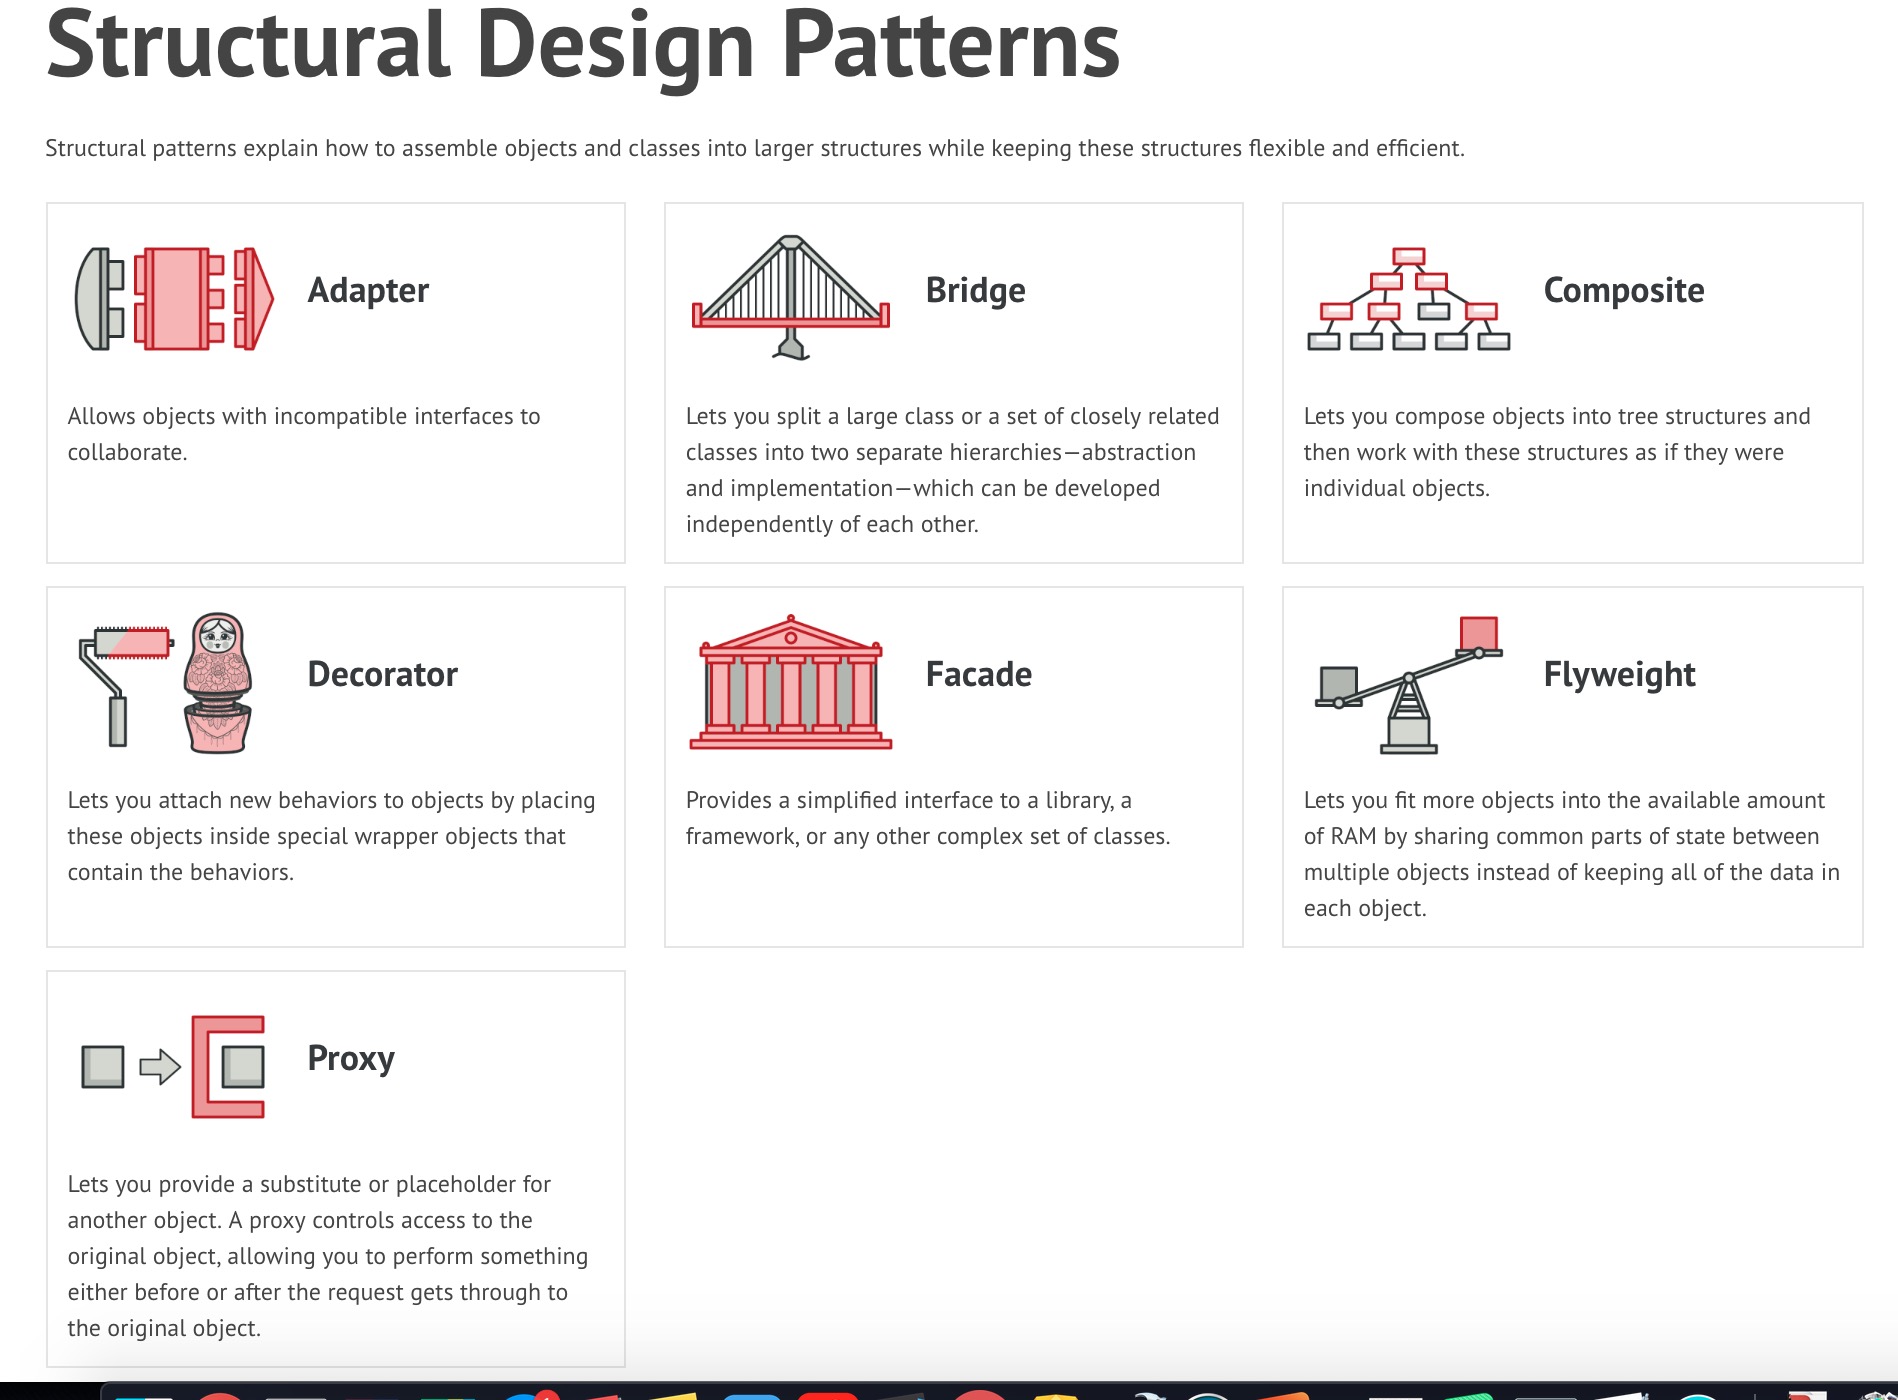 Structural Design Patterns
Structural patterns explain how to assemble objects and classes into larger structures while keeping these structures flexible and efficient.
Adapter
Allows objects with incompatible interfaces to
collaborate.
Bridge
Lets you split a large class or a set of closely related
classes into two separate hierarchies—abstraction
and implementation—which can be developed
independently of each other.
Composite
Lets you compose objects into tree structures and
then work with these structures as if they were
individual objects.
Decorator
Lets you attach new behaviors to objects by placing
these objects inside special wrapper objects that
contain the behaviors.
Facade
Provides a simplified interface to a library, a
framework, or any other complex set of classes.
Flyweight
Lets you fit more objects into the available amount
of RAM by sharing common parts of state between
multiple objects instead of keeping all of the data in
each object.
Proxy
Lets you provide a substitute or placeholder for
another object. A proxy controls access to the
original object, allowing you to perform something
either before or after the request gets through to
the original object.